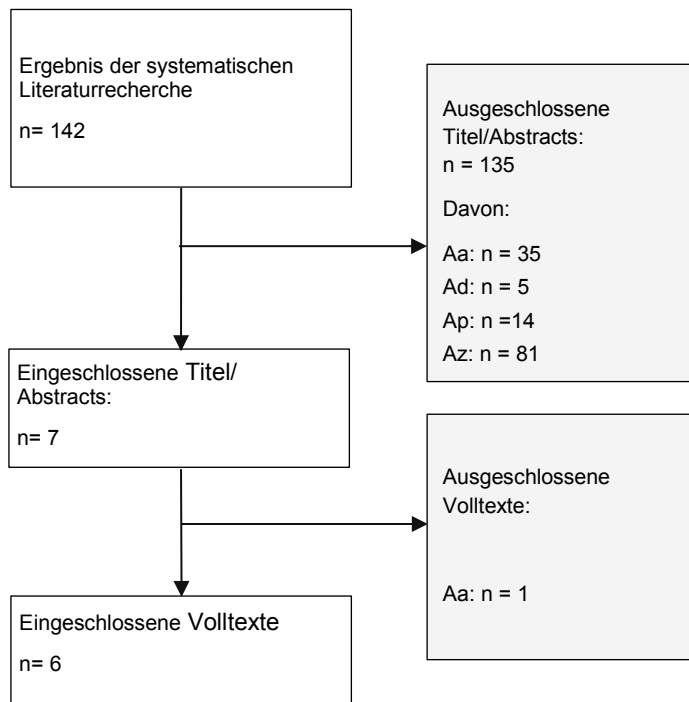 Ergebnis der systematischen
Literaturrecherche
n= 142
Ausgeschlossene
Titel/Abstracts:
n = 135
Davon:
Aa: n = 35
Ad: n = 5
Ap: n =14
Az: n = 81
Eingeschlossene Titel/
Abstracts:
n= 7
Ausgeschlossene
Volltexte:
Aa: n = 1
Eingeschlossene Volltexte
n= 6